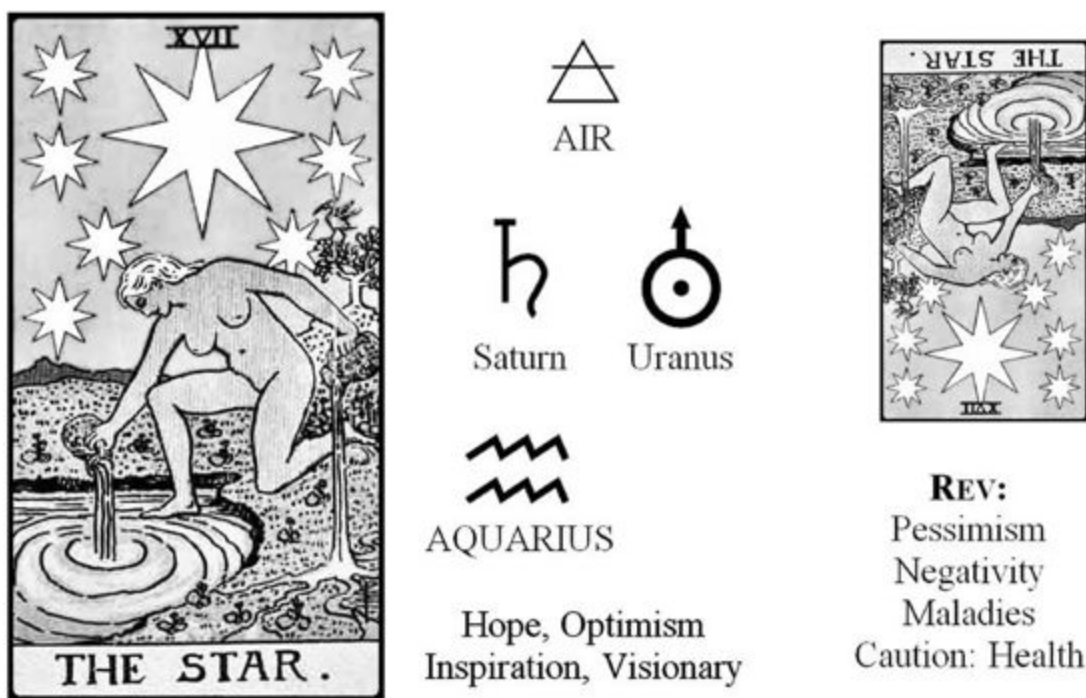 XVII
THE STAR.
AIR
Saturn
Uranus
AQUARIUS
Hope, Optimism
Inspiration, Visionary
THE STAR.
XVII
REV:
Pessimism
Negativity
Maladies
Caution: Health